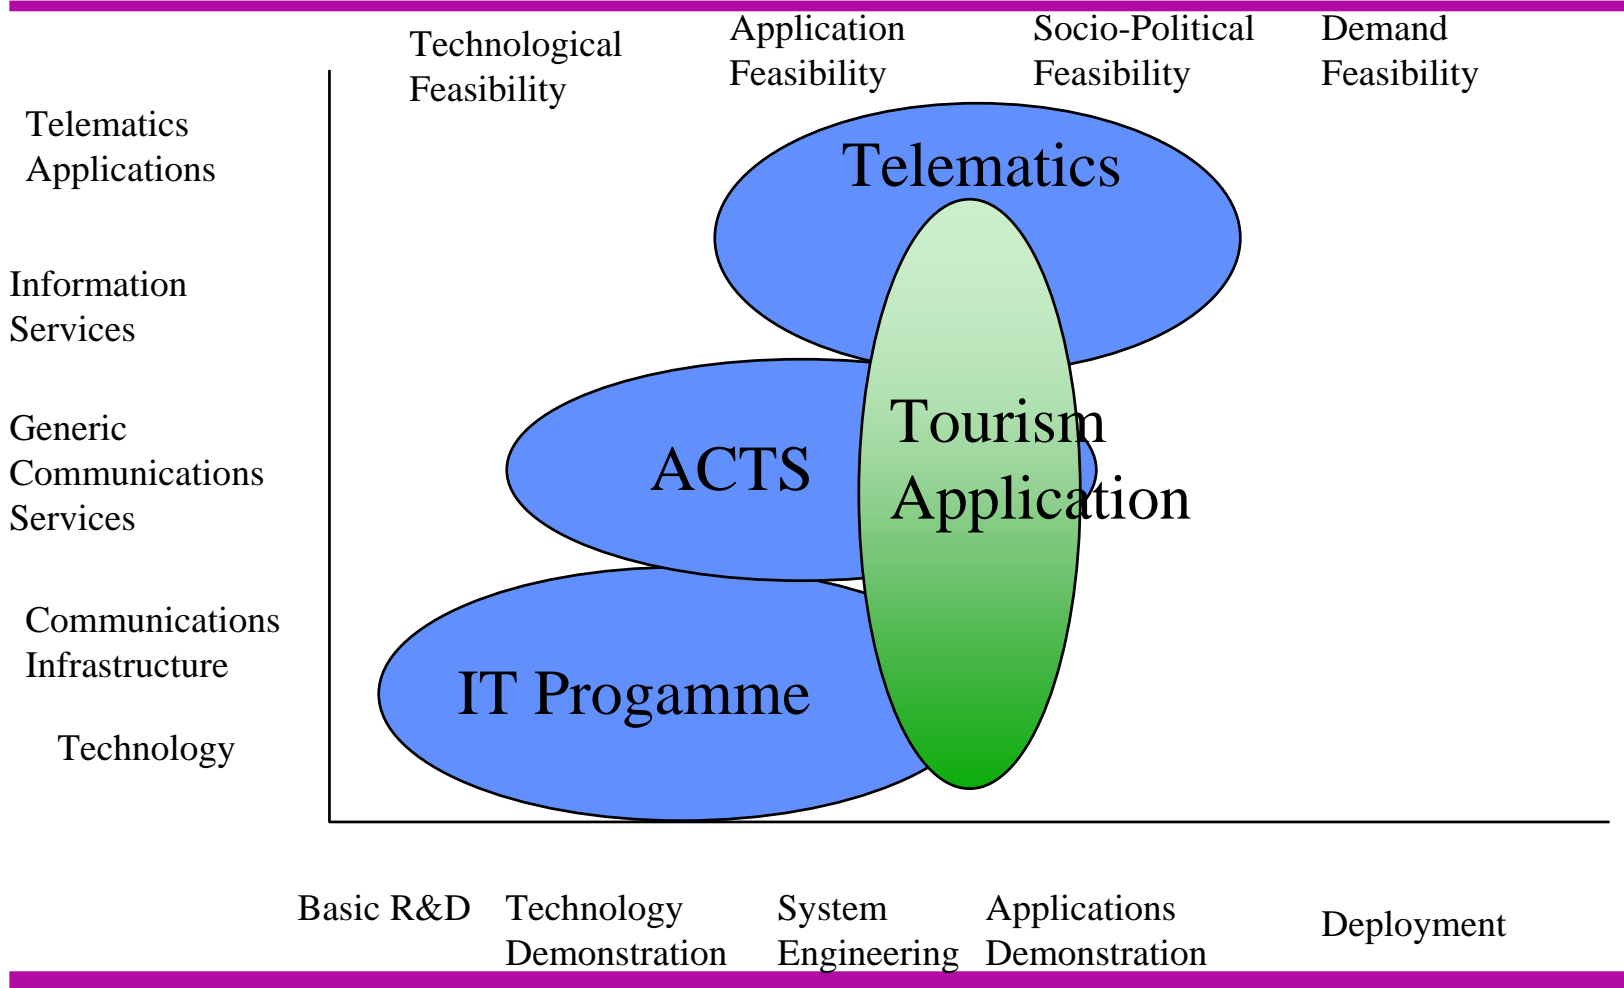 Technological
Feasibility
Application
Feasibility
Socio-Political
Feasibility
Demand
Feasibility
Telematics
Applications
Information
Services
Generic
Communications
Services
Communications
Infrastructure
Technology
Telematics
Tourism
Application
ACTS
IT Progamme
Basic R&D
Technology
Demonstration
System
Engineering
Applications
Demonstration
Deployment